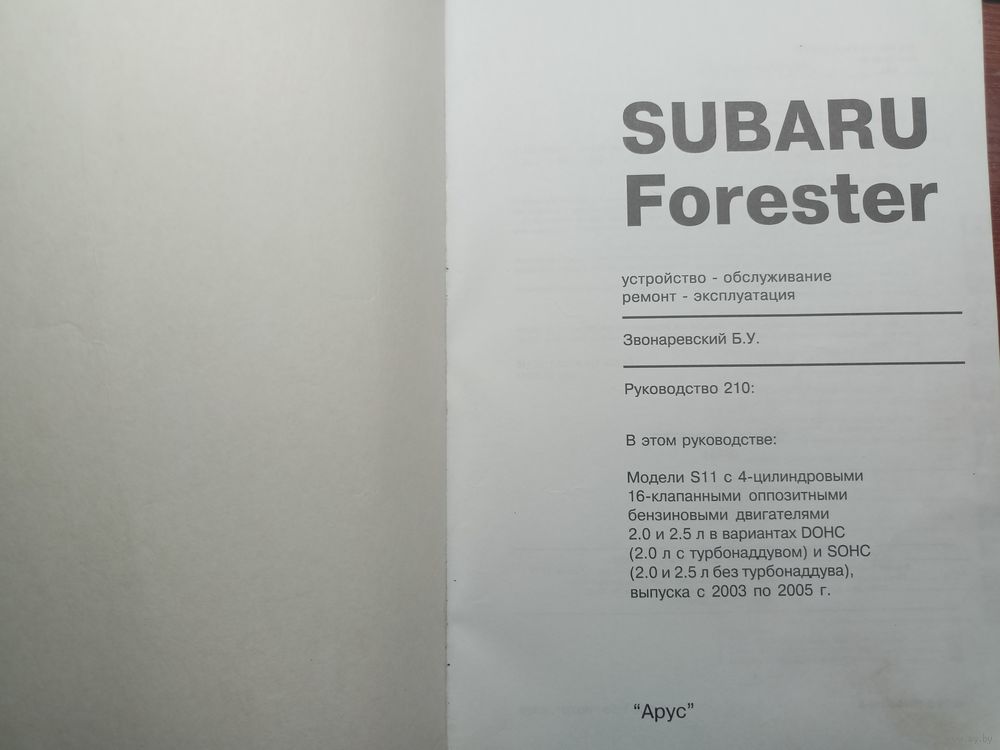 SUBARU
Forester
устройство - обслуживание
ремонт - эксплуатация
Звонаревский Б.У.
Руководство 210:
В этом руководстве:
Модели S11 с 4-цилиндровыми
16-клапанными оппозитными
бензиновыми двигателями
2.0 и 2.5 л в вариантах DOHC
(2.0 л с турбонаддувом) и SOHC
(2.0 и 2.5 л без турбонаддува),
выпуска с 2003 по 2005 г.
“Арус”